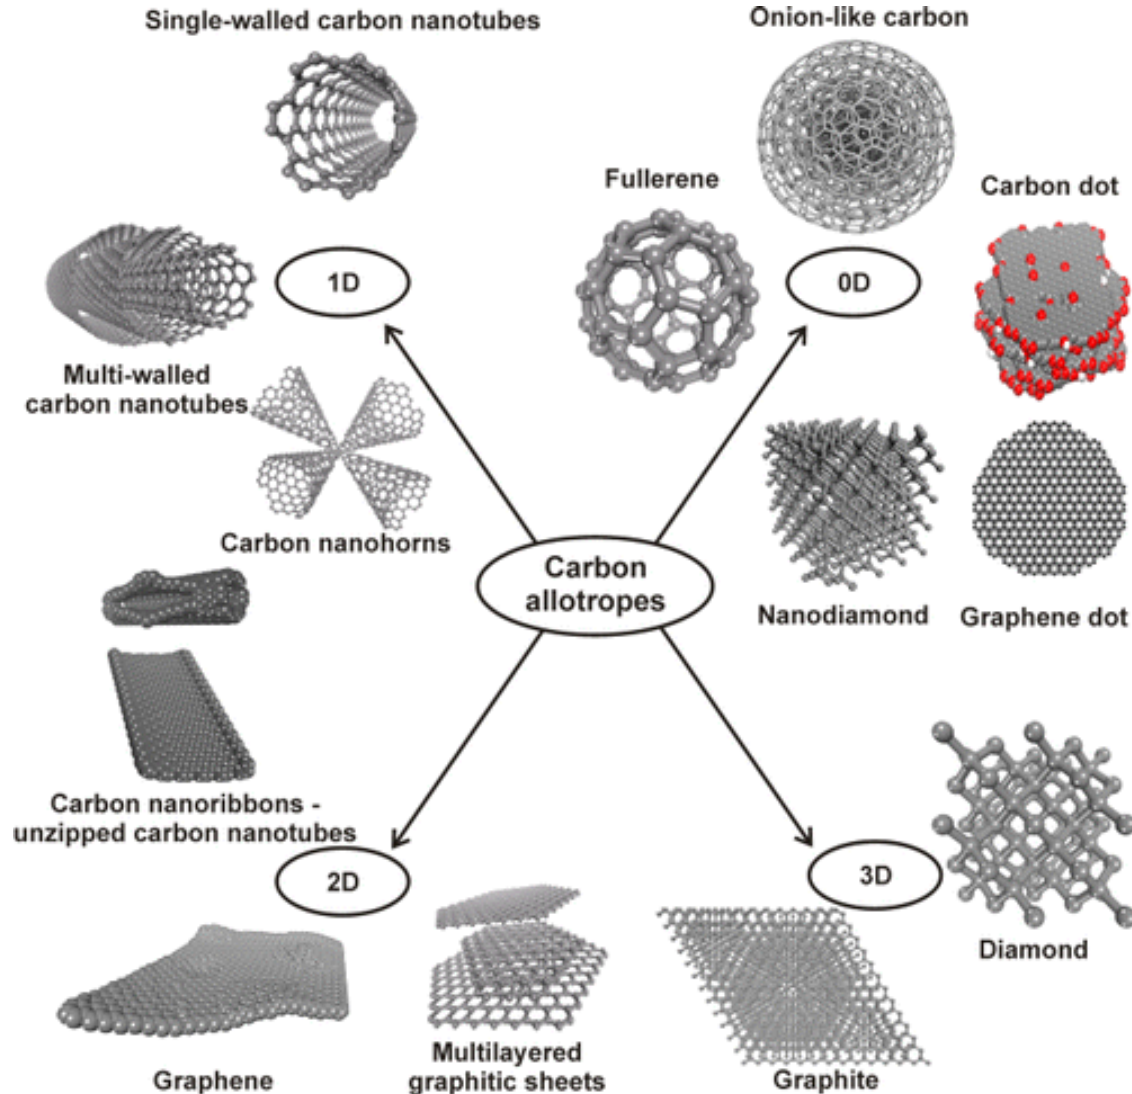 Single-walled carbon nanotubes
Onion-like carbon
Fullerene
Carbon dot
1D
0D
Multi-walled
carbon nanotubes
Carbon nanohorns
Carbon
allotropes
Nanodiamond
Graphene dot
Carbon nanoribbons -
unzipped carbon nanotubes
2D
3D
Diamond
Graphene
Multilayered
graphitic sheets
Graphite